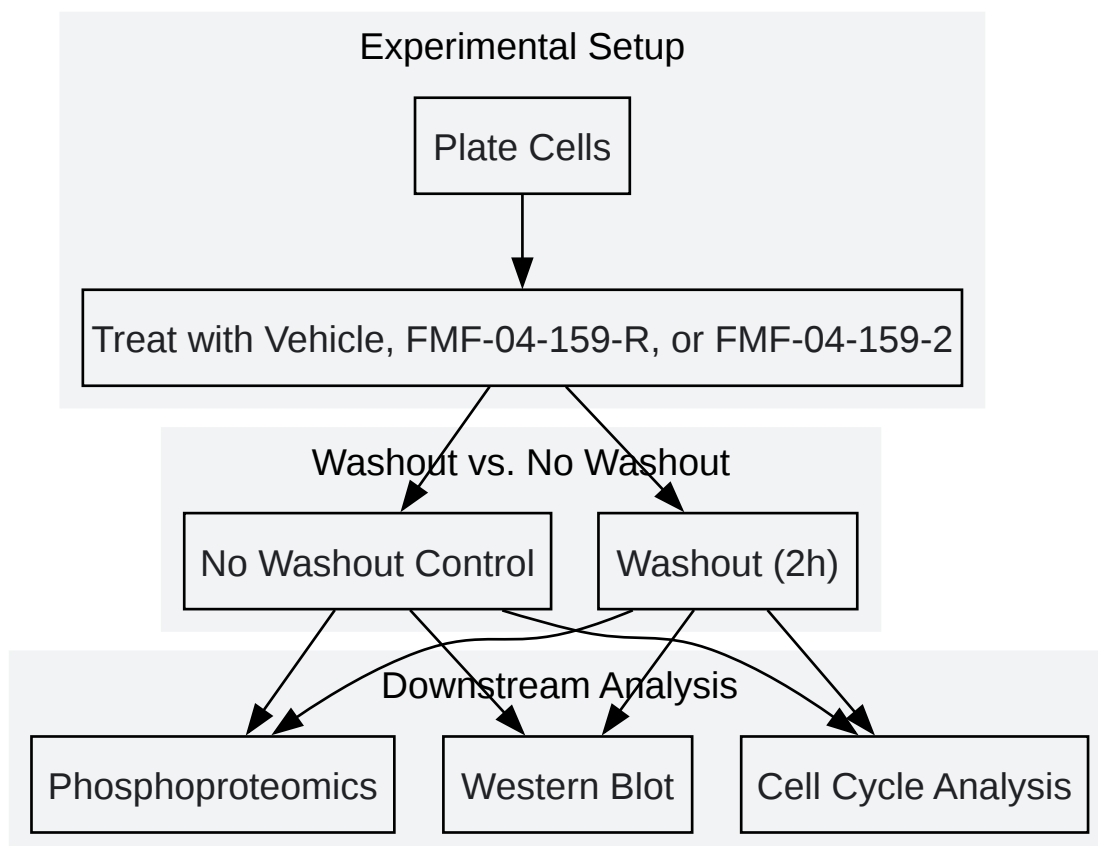 Experimental Setup
Plate Cells
Treat with Vehicle, FMF-04-159-R, or FMF-04-159-2
Washout vs. No Washout
No Washout Control
Washout (2h)
Downstream Analysis
Phosphoproteomics
Western Blot
Cell Cycle Analysis